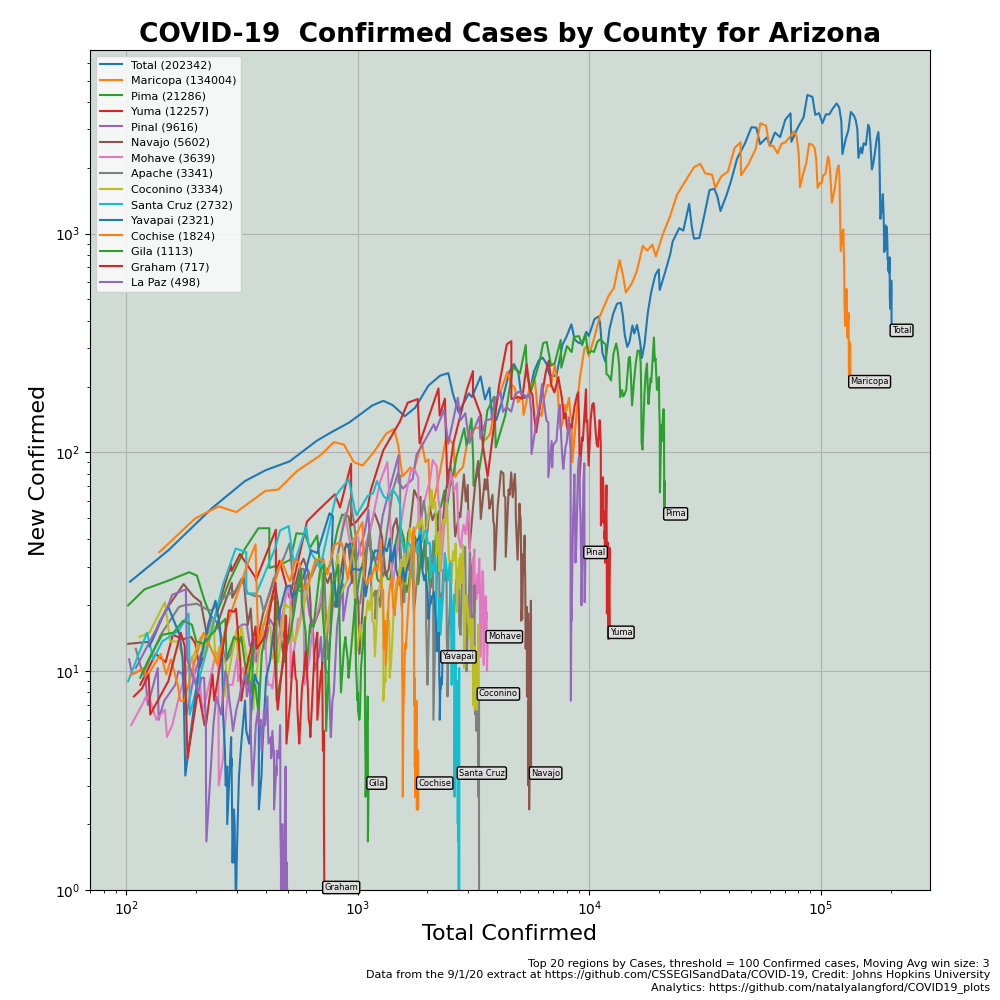 COVID-19  Confirmed Cases by County for Arizona
Total (202342)
Maricopa (134004)
Pima (21286)
Yuma (12257)
Pinal (9616)
Navajo (5602)
Mohave (3639)
Apache (3341)
Coconino (3334)
Santa Cruz (2732)
Yavapai (2321)
Cochise (1824)
Gila (1113)
Graham (717)
La Paz (498)
New Confirmed
10³
10²
10¹
10⁰
Total
Maricopa
Pima
Pinal
Yuma
Mohave
Yavapai
Coconino
Santa Cruz
Navajo
Gila
Cochise
Graham
10²
10³
10⁴
10⁵
Total Confirmed
Top 20 regions by Cases, threshold = 100 Confirmed cases, Moving Avg win size: 3
Data from the 9/1/20 extract at https://github.com/CSSEGISandData/COVID-19, Credit: Johns Hopkins University
Analytics: https://github.com/natalyalangford/COVID19_plots